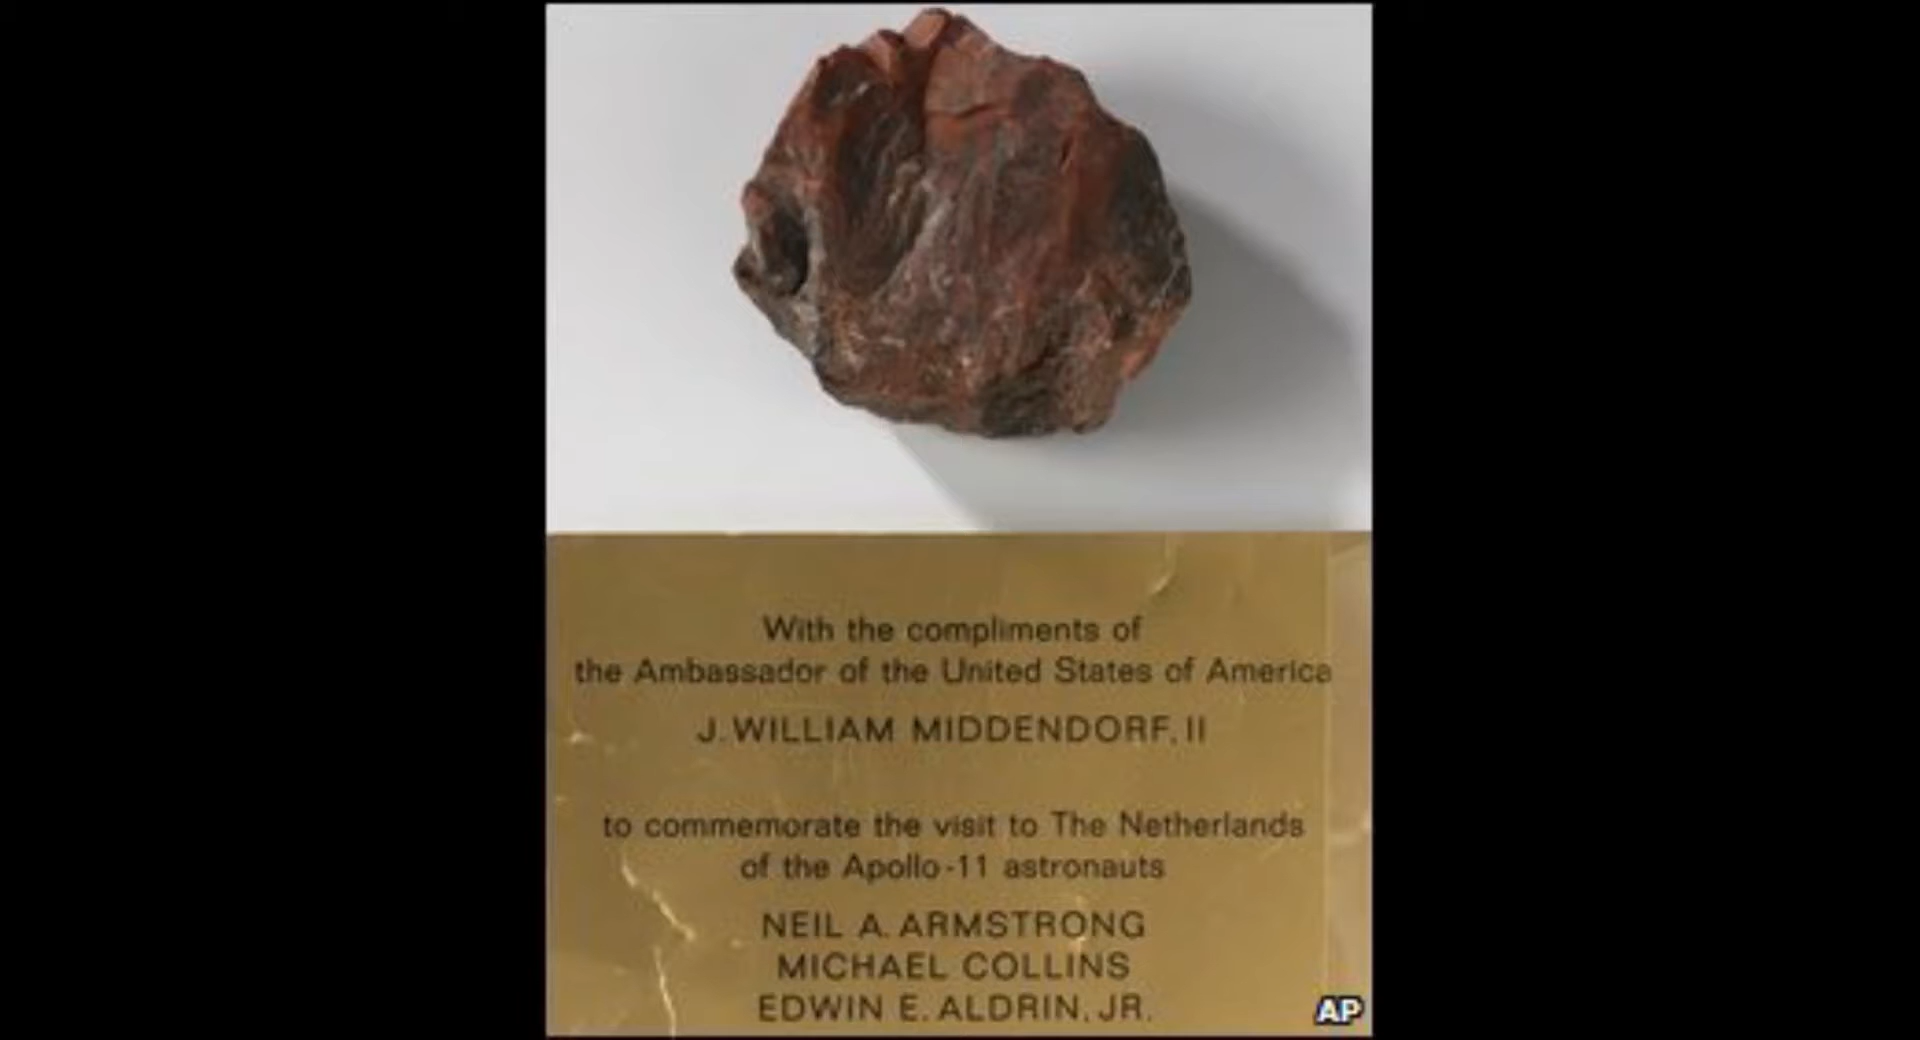 With the compliments of
the Ambassador of the United States of America
J. WILLIAM MIDDENDORF, II
to commemorate the visit to The Netherlands
of the Apollo-11 astronauts
NEIL A. ARMSTRONG
MICHAEL COLLINS
EDWIN E. ALDRIN, JR.
AP